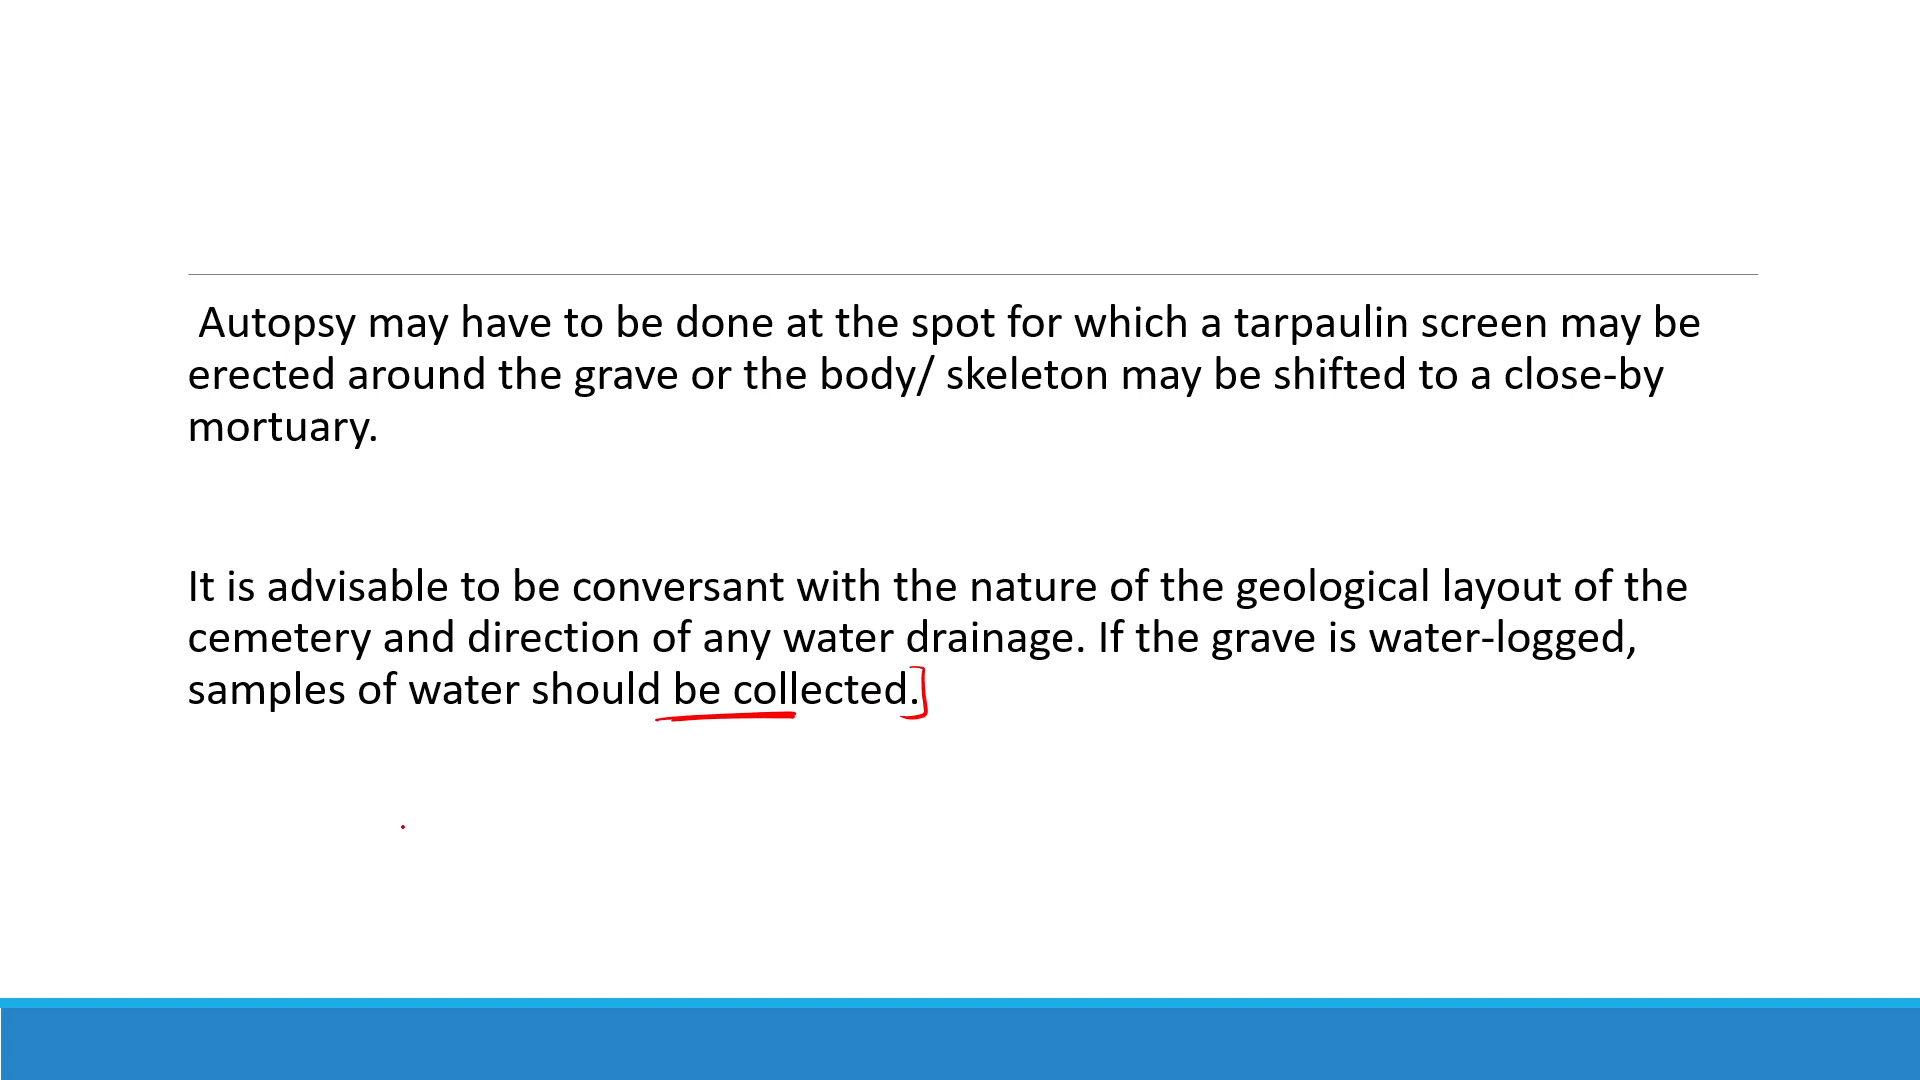 Autopsy may have to be done at the spot for which a tarpaulin screen may be
erected around the grave or the body/ skeleton may be shifted to a close-by
mortuary.
It is advisable to be conversant with the nature of the geological layout of the
cemetery and direction of any water drainage. If the grave is water-logged,
samples of water should be collected.